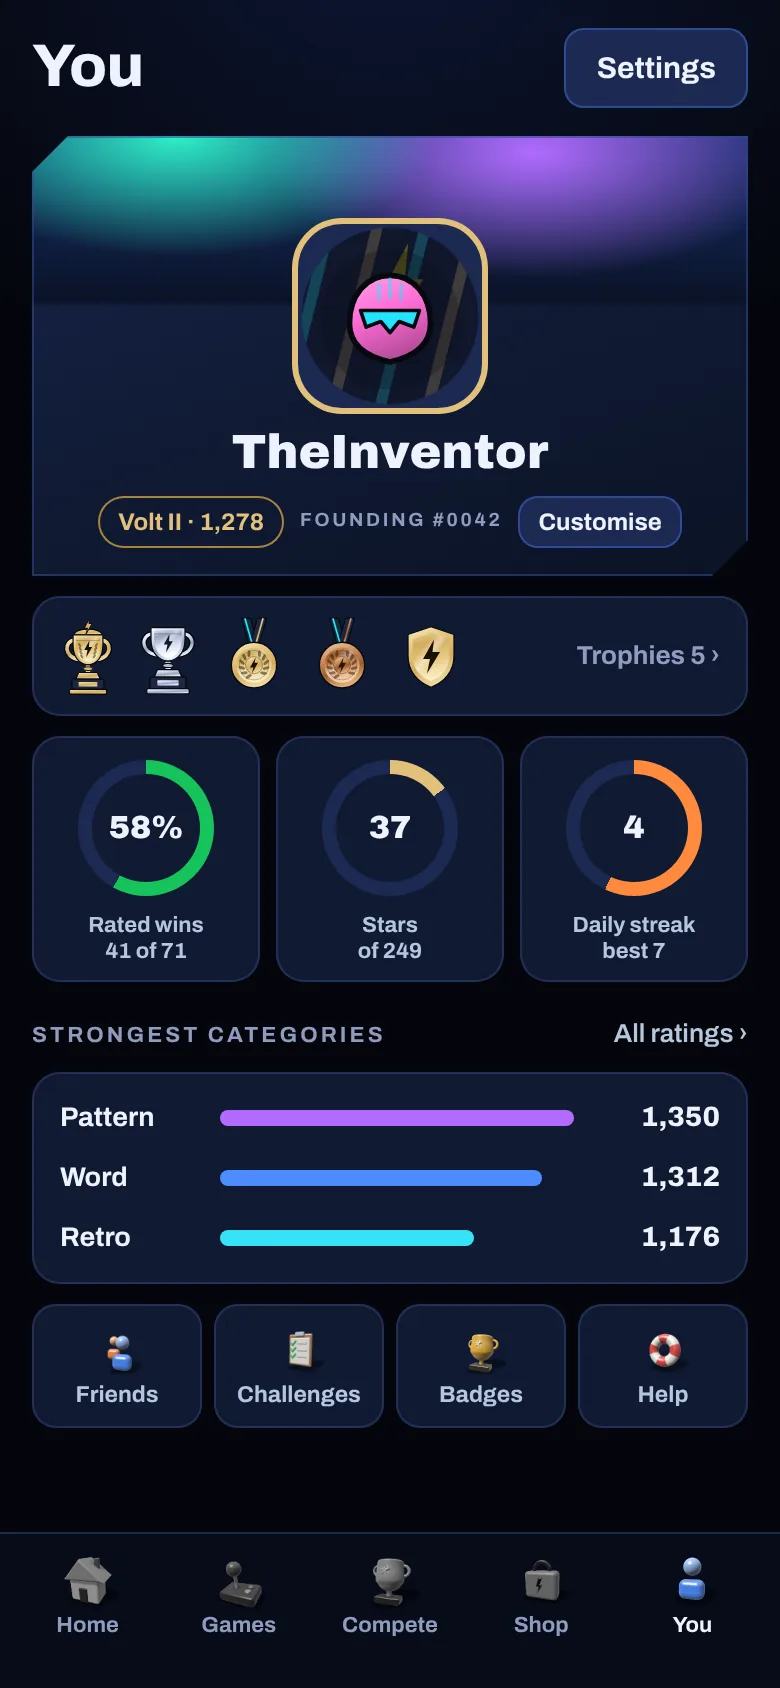 You
Settings
TheInventor
Volt II · 1,278
FOUNDING #0042
Customise
Trophies 5 ›
58%
Rated wins
41 of 71
37
Stars
of 249
4
Daily streak
best 7
STRONGEST CATEGORIES
All ratings ›
Pattern
1,350
Word
1,312
Retro
1,176
Friends
Challenges
Badges
Help
Home
Games
Compete
Shop
You